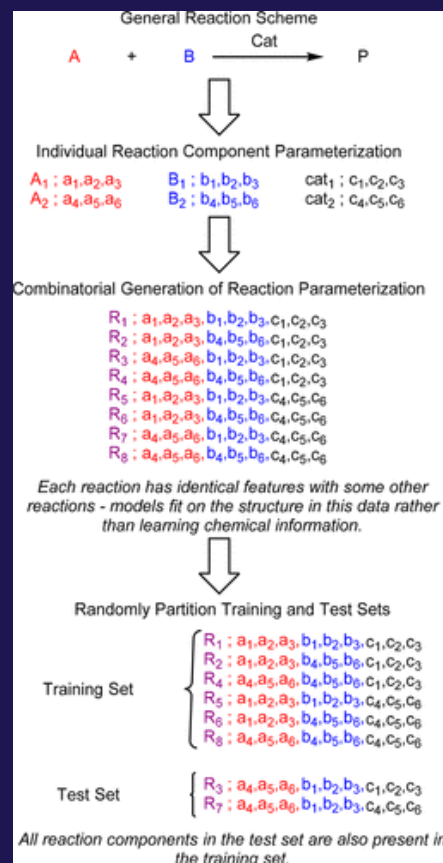 General Reaction Scheme
Cat
A + B P
Individual Reaction Component Parameterization
A₁ ; a₁,a₂,a₃ B₁ ; b₁,b₂,b₃ cat₁ ; c₁,c₂,c₃
A₂ ; a₄,a₅,a₆ B₂ ; b₄,b₅,b₆ cat₂ ; c₄,c₅,c₆
Combinatorial Generation of Reaction Parameterization
R₁ ; a₁,a₂,a₃,b₁,b₂,b₃,c₁,c₂,c₃
R₂ ; a₁,a₂,a₃,b₄,b₅,b₆,c₁,c₂,c₃
R₃ ; a₄,a₅,a₆,b₁,b₂,b₃,c₁,c₂,c₃
R₄ ; a₄,a₅,a₆,b₄,b₅,b₆,c₁,c₂,c₃
R₅ ; a₁,a₂,a₃,b₁,b₂,b₃,c₄,c₅,c₆
R₆ ; a₁,a₂,a₃,b₄,b₅,b₆,c₄,c₅,c₆
R₇ ; a₄,a₅,a₆,b₁,b₂,b₃,c₄,c₅,c₆
R₈ ; a₄,a₅,a₆,b₄,b₅,b₆,c₄,c₅,c₆
Each reaction has identical features with some other
reactions - models fit on the structure in this data rather
than learning chemical information.
Randomly Partition Training and Test Sets
Training Set
R₁ ; a₁,a₂,a₃,b₁,b₂,b₃,c₁,c₂,c₃
R₂ ; a₁,a₂,a₃,b₄,b₅,b₆,c₁,c₂,c₃
R₄ ; a₄,a₅,a₆,b₄,b₅,b₆,c₁,c₂,c₃
R₅ ; a₁,a₂,a₃,b₁,b₂,b₃,c₄,c₅,c₆
R₆ ; a₁,a₂,a₃,b₄,b₅,b₆,c₄,c₅,c₆
R₈ ; a₄,a₅,a₆,b₄,b₅,b₆,c₄,c₅,c₆
Test Set
R₃ ; a₄,a₅,a₆,b₁,b₂,b₃,c₁,c₂,c₃
R₇ ; a₄,a₅,a₆,b₁,b₂,b₃,c₄,c₅,c₆
All reaction components in the test set are also present in
the training set.